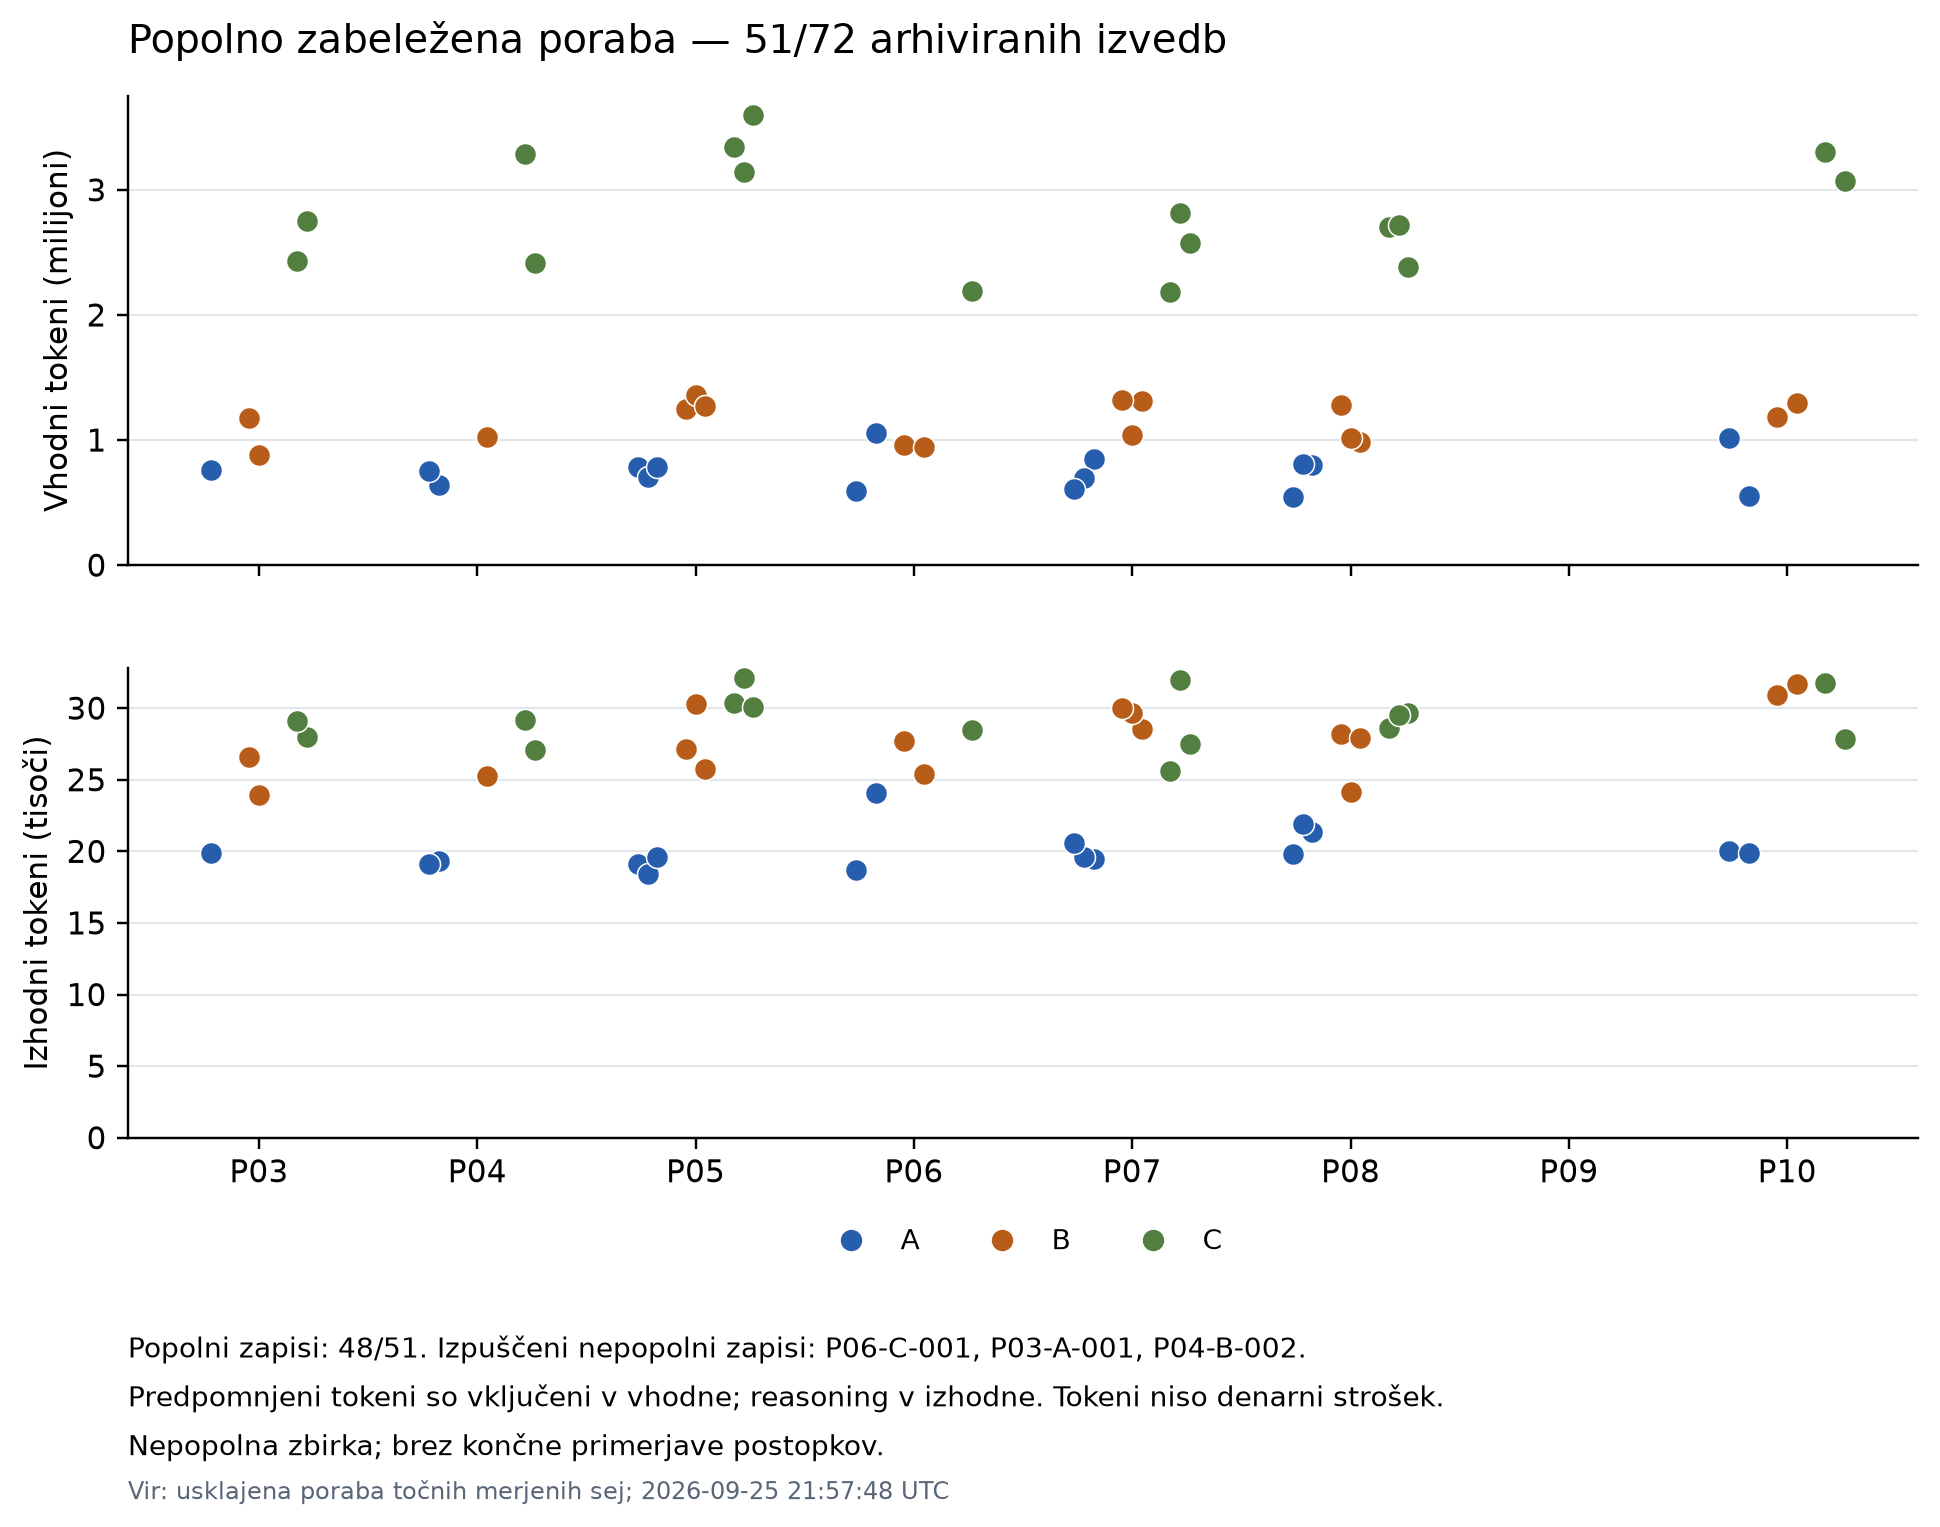 Popolno zabeležena poraba — 51/72 arhiviranih izvedb
Vhodni tokeni (milijoni)
3
2
1
0
Izhodni tokeni (tisoči)
30
25
20
15
10
5
0
P03 P04 P05 P06 P07 P08 P09 P10
A B C
Popolni zapisi: 48/51. Izpuščeni nepopolni zapisi: P06-C-001, P03-A-001, P04-B-002.
Predpomnjeni tokeni so vključeni v vhodne; reasoning v izhodne. Tokeni niso denarni strošek.
Nepopolna zbirka; brez končne primerjave postopkov.
Vir: usklajena poraba točnih merjenih sej; 2026-09-25 21:57:48 UTC